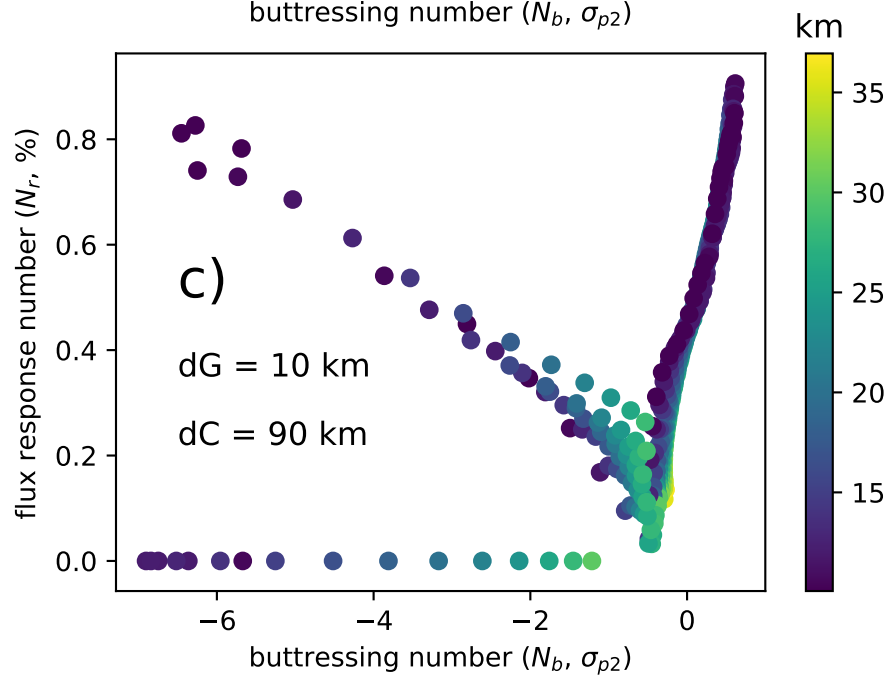 buttressing number (N_b, σ_p2)
km
c)
dG = 10 km
dC = 90 km
flux response number (N_r, %)
0.8
0.6
0.4
0.2
0.0
−6 −4 −2 0
buttressing number (N_b, σ_p2)
35
30
25
20
15